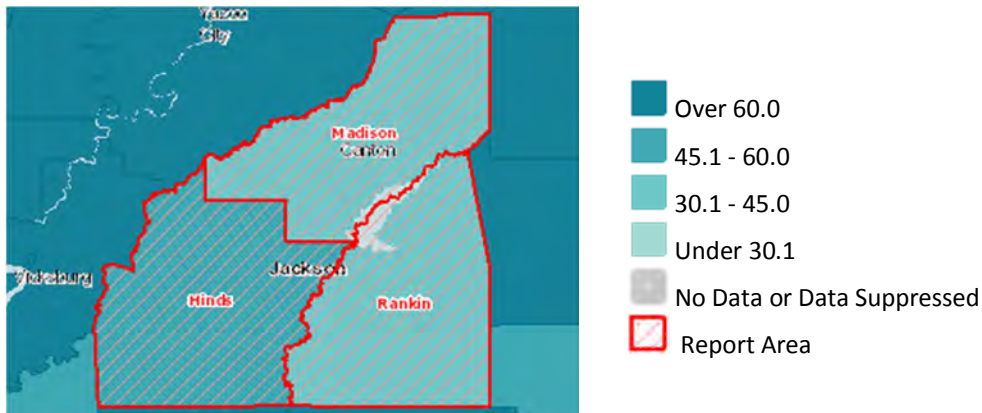 Yazoo
City
Madison
Canton
Vicksburg
Jackson
Hinds
Rankin
Over 60.0
45.1 - 60.0
30.1 - 45.0
Under 30.1
No Data or Data Suppressed
Report Area